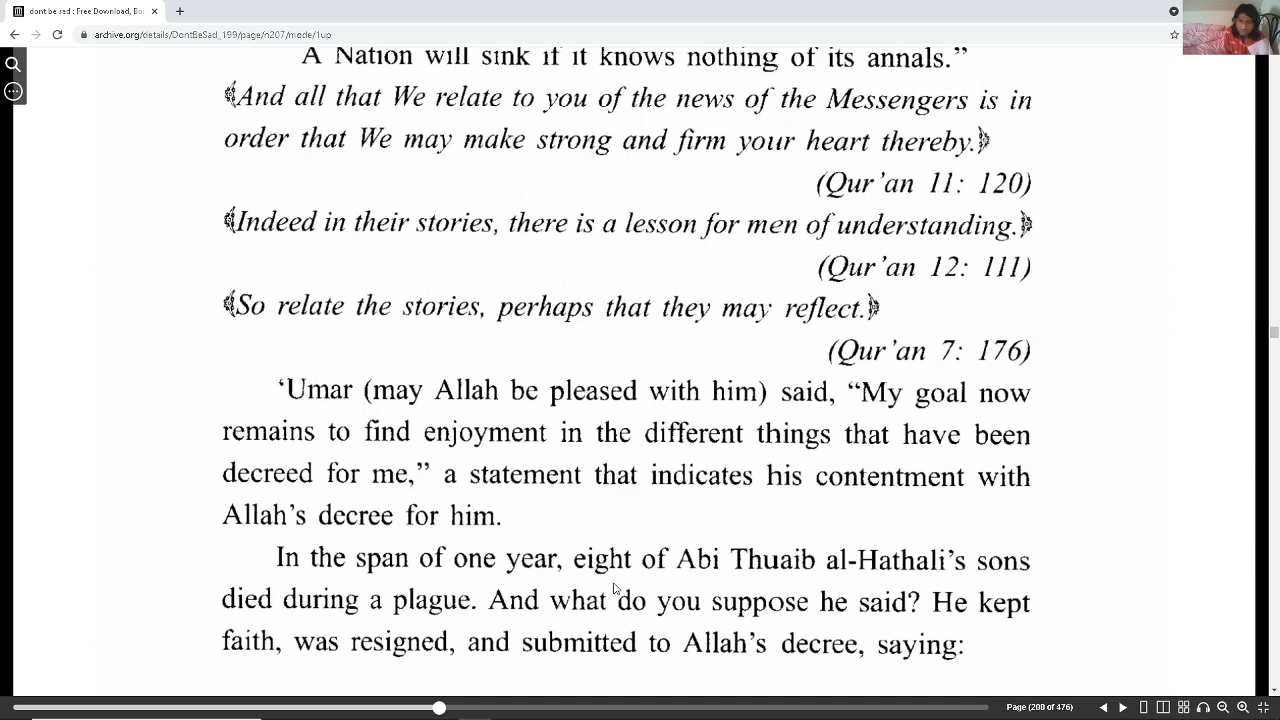 dont be sad : Free Download, Bo
archive.org/details/DontBeSad_199/page/n207/mode/1up
A Nation will sink if it knows nothing of its annals.”
﴾And all that We relate to you of the news of the Messengers is in
order that We may make strong and firm your heart thereby.﴿
(Qur’an 11: 120)
﴾Indeed in their stories, there is a lesson for men of understanding.﴿
(Qur’an 12: 111)
﴾So relate the stories, perhaps that they may reflect.﴿
(Qur’an 7: 176)
‘Umar (may Allah be pleased with him) said, “My goal now
remains to find enjoyment in the different things that have been
decreed for me,” a statement that indicates his contentment with
Allah’s decree for him.
In the span of one year, eight of Abi Thuaib al-Hathali’s sons
died during a plague. And what do you suppose he said? He kept
faith, was resigned, and submitted to Allah’s decree, saying:
Page (208 of 476)